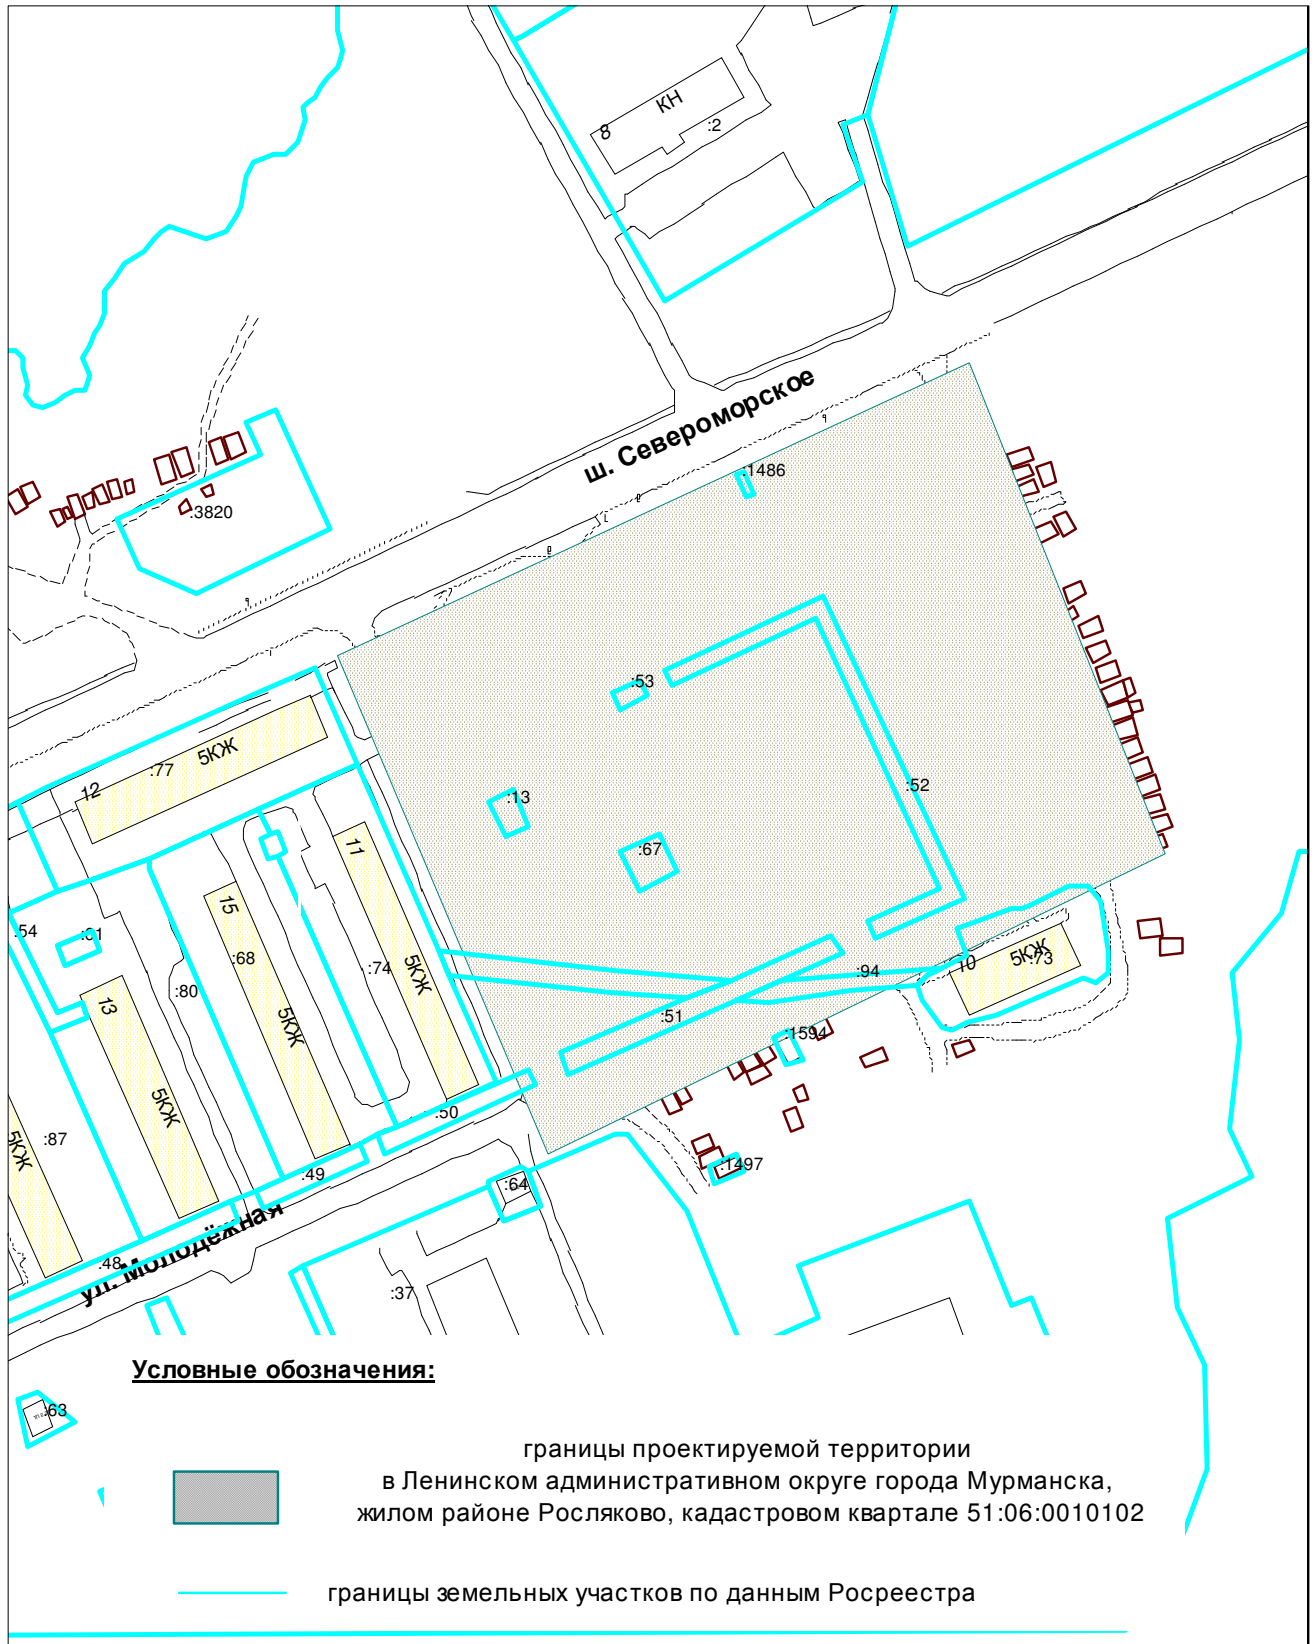 8
КН
:2
ш. Североморское
:1486
:3820
:53
:52
:13
:67
12
:77
5КЖ
11
15
:54
:68
:74
5КЖ
:80
13
5КЖ
:94
10
5КЖ
:73
:51
:1594
5КЖ
:50
5КЖ
:87
:49
:1497
:64
:48
ул. Молодёжная
:37
Условные обозначения:
:63
границы проектируемой территории
в Ленинском административном округе города Мурманска,
жилом районе Росляково, кадастровом квартале 51:06:0010102
границы земельных участков по данным Росреестра